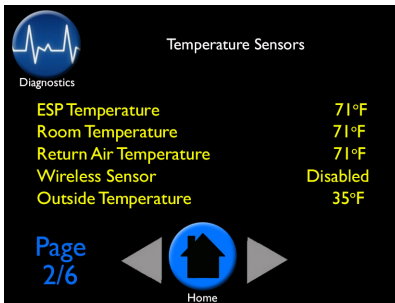 Temperature Sensors
Diagnostics
ESP Temperature 71°F
Room Temperature 71°F
Return Air Temperature 71°F
Wireless Sensor Disabled
Outside Temperature 35°F
Page
2/6
Home